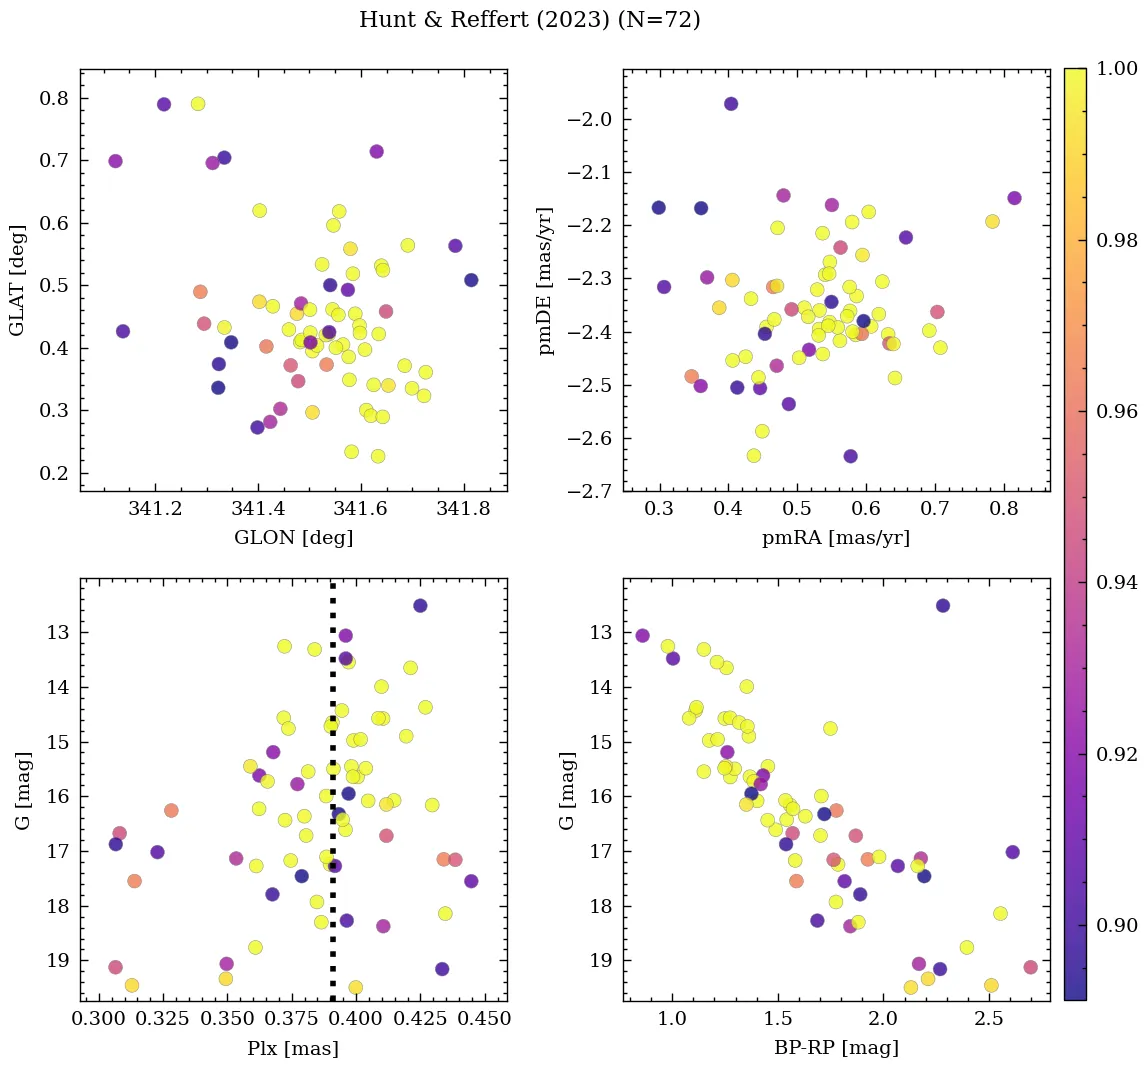 Hunt & Reffert (2023) (N=72)
GLAT [deg]
0.8
0.7
0.6
0.5
0.4
0.3
0.2
341.2 341.4 341.6 341.8
GLON [deg]
pmDE [mas/yr]
−2.0
−2.1
−2.2
−2.3
−2.4
−2.5
−2.6
−2.7
0.3 0.4 0.5 0.6 0.7 0.8
pmRA [mas/yr]
1.00
0.98
0.96
0.94
0.92
0.90
G [mag]
13
14
15
16
17
18
19
0.300 0.325 0.350 0.375 0.400 0.425 0.450
Plx [mas]
G [mag]
13
14
15
16
17
18
19
1.0 1.5 2.0 2.5
BP-RP [mag]